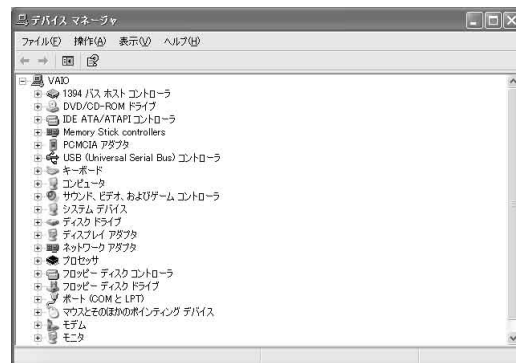 デバイス マネージャ
ファイル(F) 操作(A) 表示(V) ヘルプ(H)
VAIO
1394 バス ホスト コントローラ
DVD/CD-ROM ドライブ
IDE ATA/ATAPI コントローラ
Memory Stick controllers
PCMCIA アダプタ
USB (Universal Serial Bus) コントローラ
キーボード
コンピュータ
サウンド、ビデオ、およびゲーム コントローラ
システム デバイス
ディスク ドライブ
ディスプレイ アダプタ
ネットワーク アダプタ
プロセッサ
フロッピー ディスク コントローラ
フロッピー ディスク ドライブ
ポート (COM と LPT)
マウスとそのほかのポインティング デバイス
モデム
モニタ